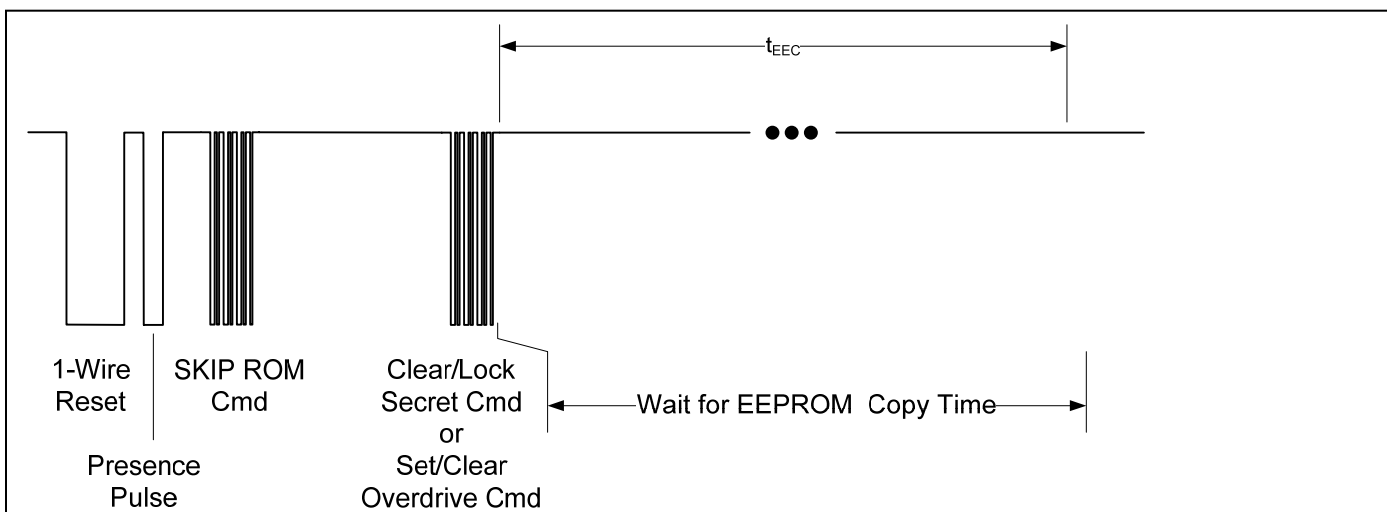 tEEC
1-Wire
Reset
Presence
Pulse
SKIP ROM
Cmd
Clear/Lock
Secret Cmd
or
Set/Clear
Overdrive Cmd
Wait for EEPROM Copy Time